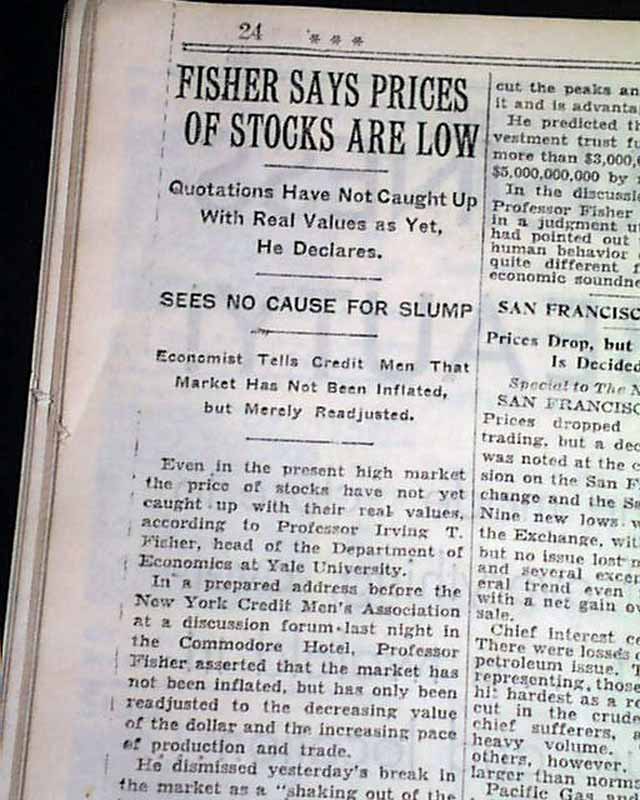 24
* * *
FISHER SAYS PRICES
OF STOCKS ARE LOW
Quotations Have Not Caught Up
With Real Values as Yet,
He Declares.
SEES NO CAUSE FOR SLUMP
Economist Tells Credit Men That
Market Has Not Been Inflated,
but Merely Readjusted.
Even in the present high market
the price of stocks have not yet
caught up with their real values,
according to Professor Irving T.
Fisher, head of the Department of
Economics at Yale University.
In a prepared address before the
New York Credit Men's Association
at a discussion forum last night in
the Commodore Hotel, Professor
Fisher asserted that the market has
not been inflated, but has only been
readjusted to the decreasing value
of the dollar and the increasing pace
of production and trade.
He dismissed yesterday's break in
the market as a "shaking out of the
cut the peaks an
it and is advanta
He predicted th
vestment trust fu
more than $3,000,
$5,000,000,000 by
In the discussi
Professor Fisher
in a judgment ut
had pointed out
human behavior
quite different f
economic soundne
SAN FRANCISC
Prices Drop, but
Is Decided
Special to The N
SAN FRANCISC
Prices dropped
trading, but a dec
was noted at the c
sion on the San F
change and the Sa
Nine new lows w
the Exchange, wit
but no issue lost m
and several excep
eral trend even
with a net gain ov
sale.
Chief interest ce
There were losses
petroleum issue. T
representing, those
hit hardest as a re
cut in the crude
chief sufferers, a
heavy volume.
others, however,
larger than norm
Pacific Gas and